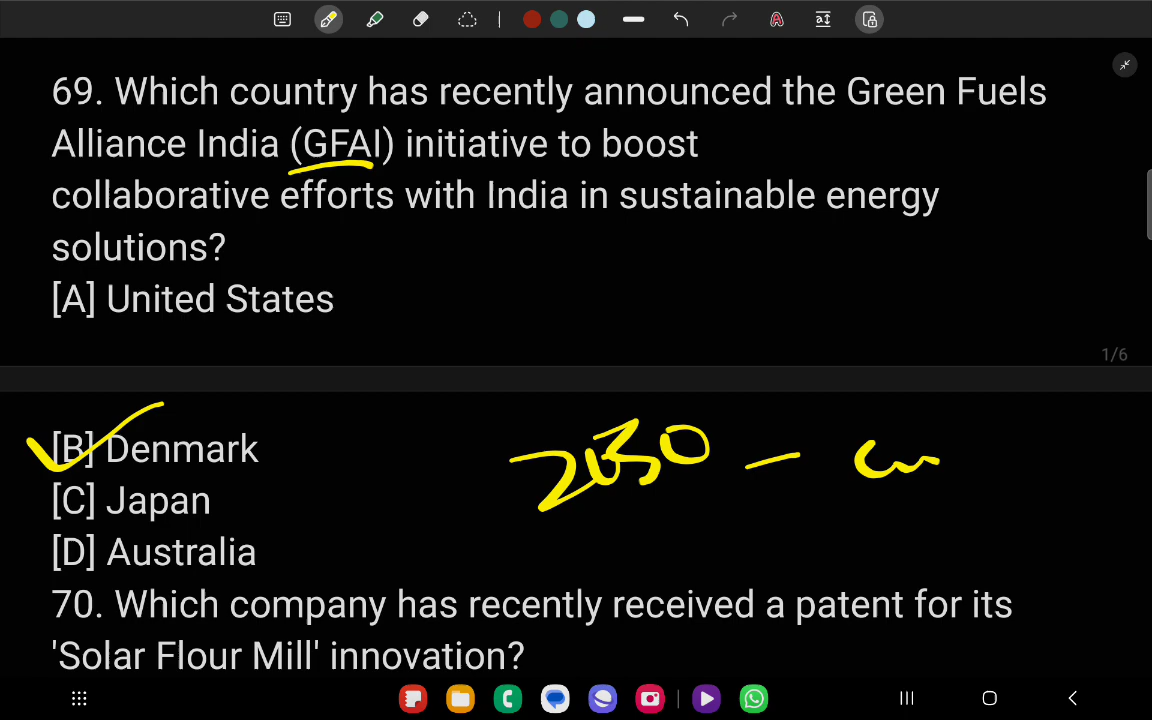 69. Which country has recently announced the Green Fuels
Alliance India (GFAI) initiative to boost
collaborative efforts with India in sustainable energy
solutions?
[A] United States
1/6
[B] Denmark
2030 -
[C] Japan
[D] Australia
70. Which company has recently received a patent for its
'Solar Flour Mill' innovation?